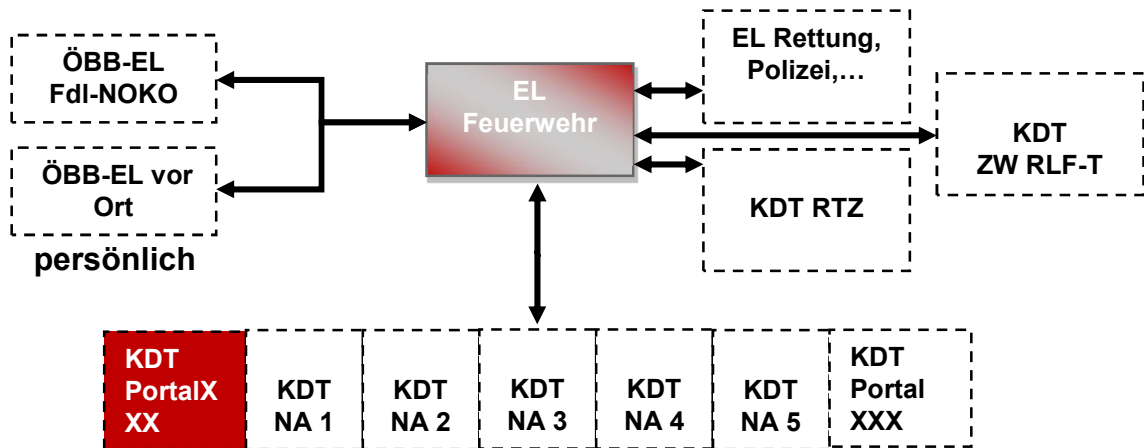 ÖBB-EL
FdI-NOKO
ÖBB-EL vor
Ort
persönlich
EL
Feuerwehr
EL Rettung,
Polizei,...
KDT RTZ
KDT
ZW RLF-T
KDT
PortalX
XX
KDT
NA 1
KDT
NA 2
KDT
NA 3
KDT
NA 4
KDT
NA 5
KDT
Portal
XXX